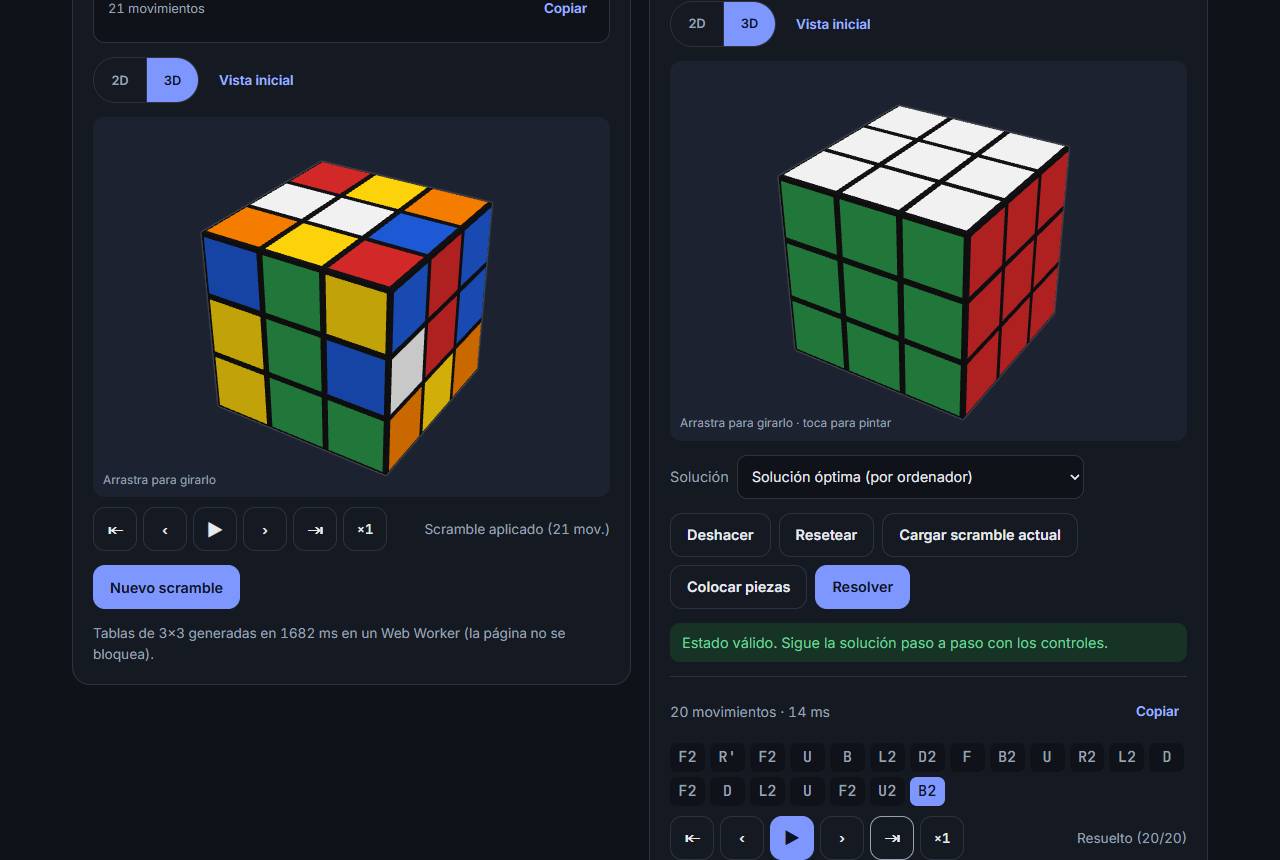 21 movimientos
Copiar
2D
3D
Vista inicial
Arrastra para girarlo
×1
Scramble aplicado (21 mov.)
Nuevo scramble
Tablas de 3×3 generadas en 1682 ms en un Web Worker (la página no se
bloquea).
2D
3D
Vista inicial
Arrastra para girarlo · toca para pintar
Solución
Solución óptima (por ordenador)
Deshacer
Resetear
Cargar scramble actual
Colocar piezas
Resolver
Estado válido. Sigue la solución paso a paso con los controles.
20 movimientos · 14 ms
Copiar
F2 R' F2 U B L2 D2 F B2 U R2 L2 D
F2 D L2 U F2 U2 B2
×1
Resuelto (20/20)